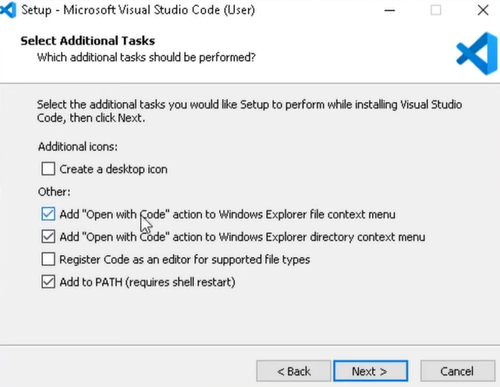 Setup - Microsoft Visual Studio Code (User)
Select Additional Tasks
Which additional tasks should be performed?
Select the additional tasks you would like Setup to perform while installing Visual Studio
Code, then click Next.
Additional icons:
Create a desktop icon
Other:
Add "Open with Code" action to Windows Explorer file context menu
Add "Open with Code" action to Windows Explorer directory context menu
Register Code as an editor for supported file types
Add to PATH (requires shell restart)
< Back Next > Cancel